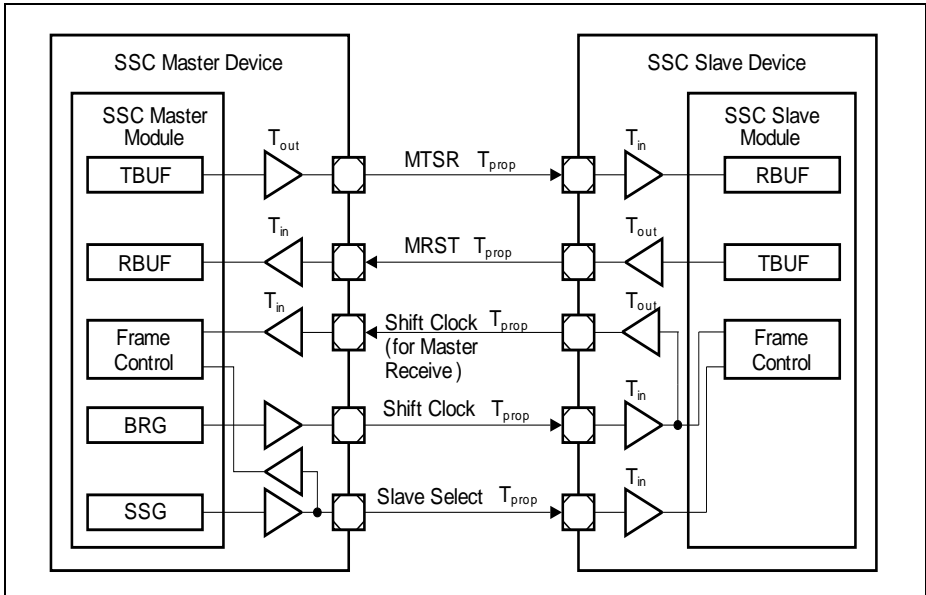 SSC Master Device
SSC Slave Device
SSC Master
Module
SSC Slave
Module
TBUF
Tout
MTSR Tprop
Tin
RBUF
RBUF
Tin
MRST Tprop
Tout
TBUF
Frame
Control
Tin
Shift Clock Tprop
(for Master
Receive)
Tout
Frame
Control
BRG
Shift Clock Tprop
Tin
SSG
Slave Select Tprop
Tin